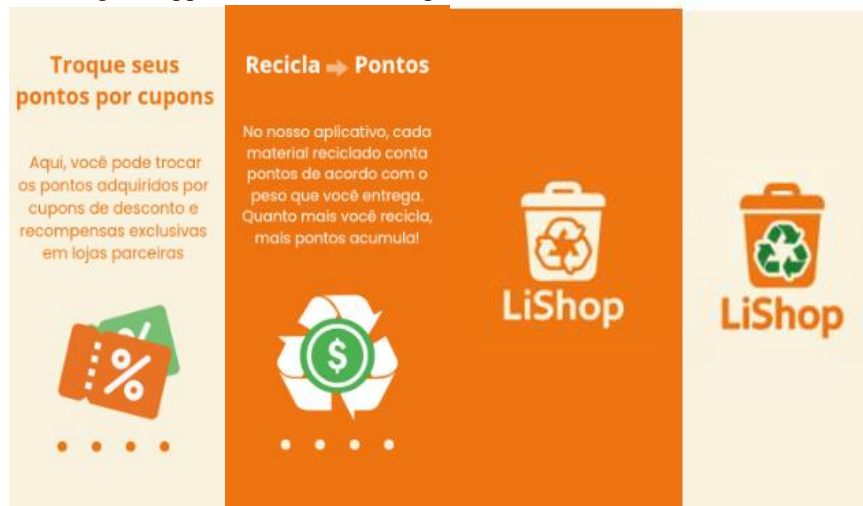 Troque seus
pontos por cupons
Aqui, você pode trocar
os pontos adquiridos por
cupons de desconto e
recompensas exclusivas
em lojas parceiras
%
%
Recicla ➡ Pontos
No nosso aplicativo, cada
material reciclado conta
pontos de acordo com o
peso que você entrega.
Quanto mais você recicla,
mais pontos acumula!
$
LiShop
LiShop